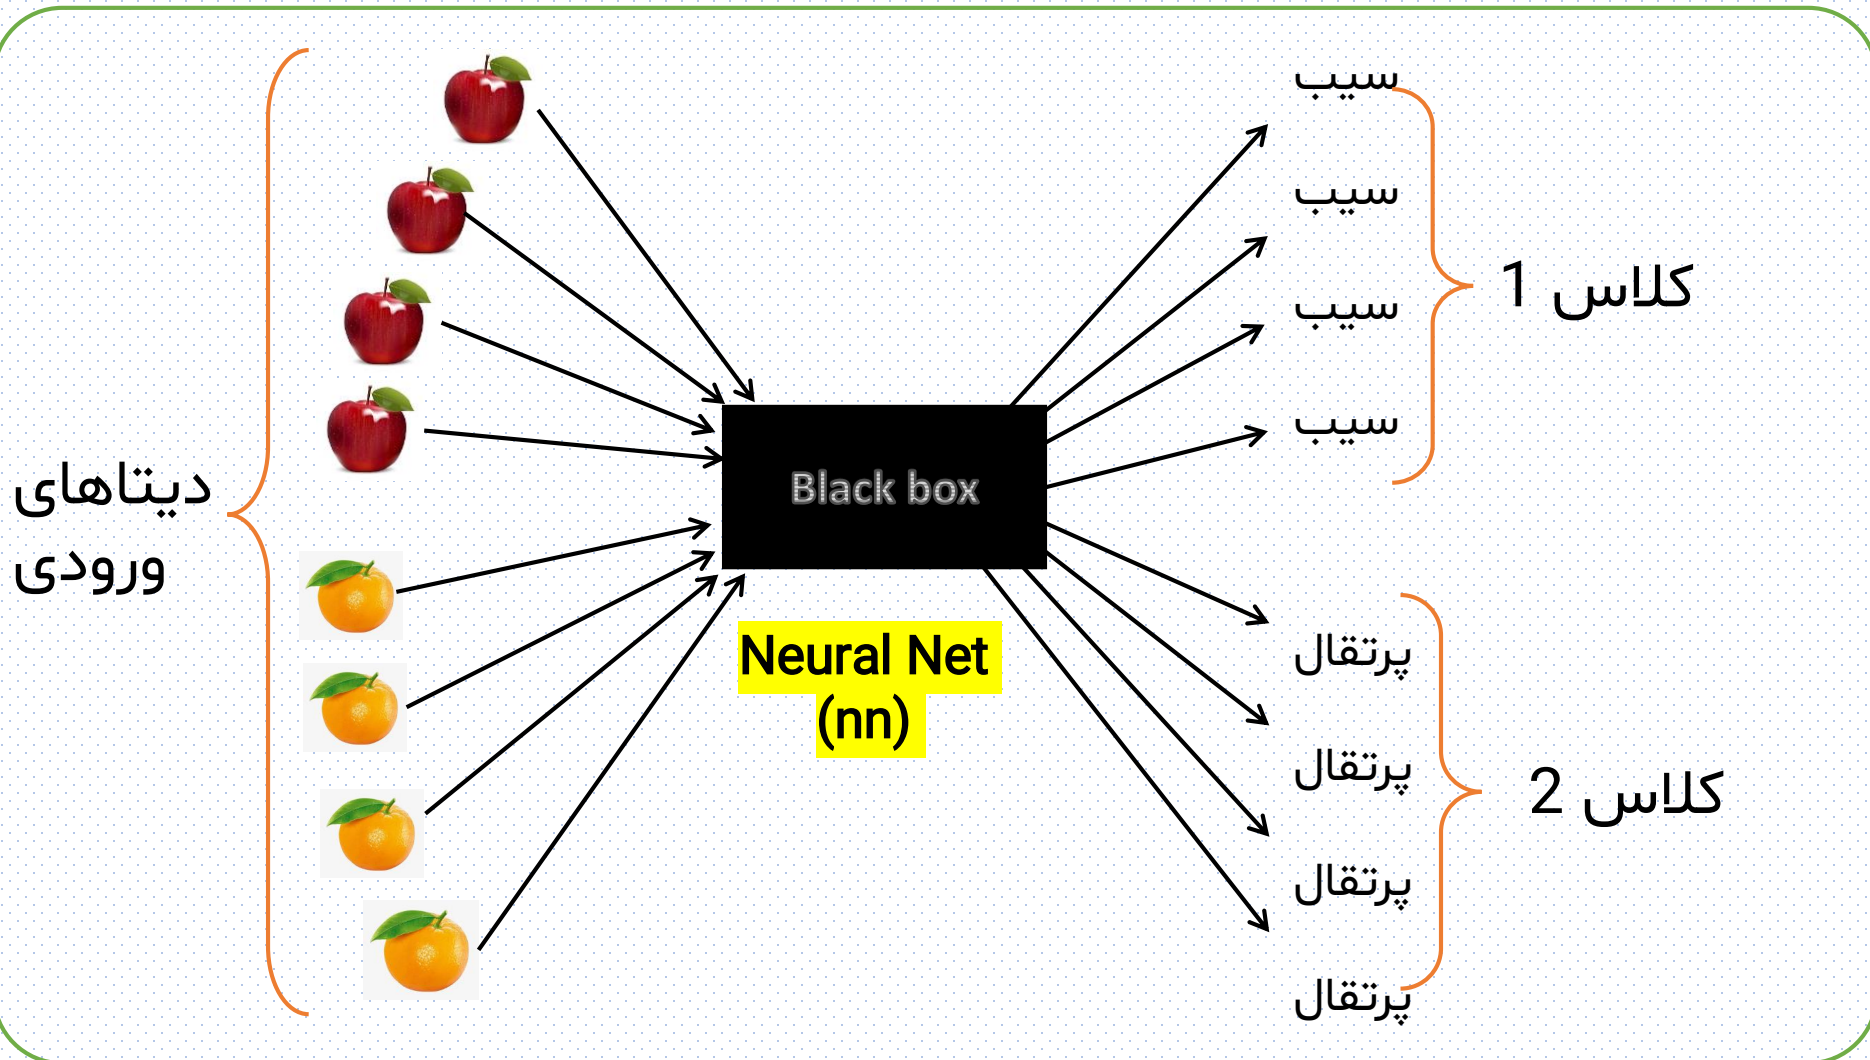 دیتاهای
ورودی
Black box
Neural Net
(nn)
سیب
سیب
سیب
سیب
کلاس 1
پرتقال
پرتقال
پرتقال
پرتقال
کلاس 2